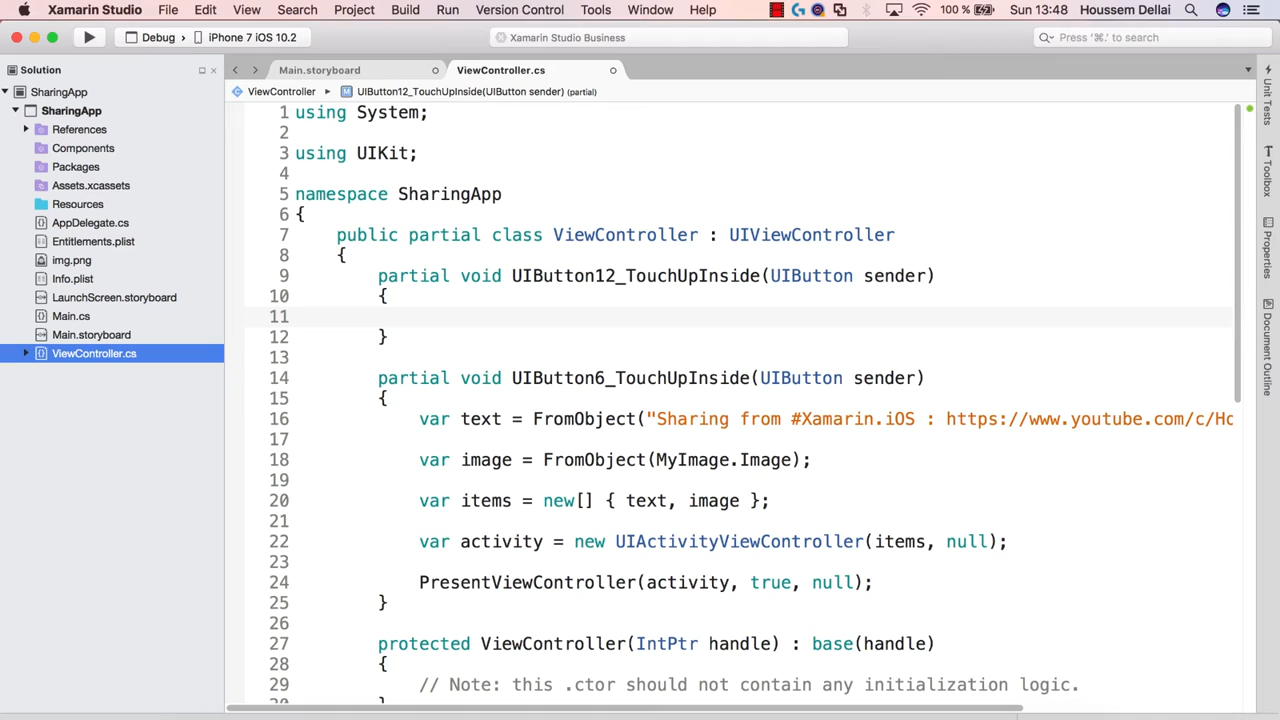 Xamarin Studio File Edit View Search Project Build Run Version Control Tools Window Help 100 % Sun 13:48 Houssem Dellai
Debug iPhone 7 iOS 10.2 Xamarin Studio Business Press '⌘.' to search
Solution
Main.storyboard ViewController.cs
SharingApp
ViewController UIButton12_TouchUpInside(UIButton sender) (partial)
SharingApp
References
Components
Packages
Assets.xcassets
Resources
AppDelegate.cs
Entitlements.plist
img.png
Info.plist
LaunchScreen.storyboard
Main.cs
Main.storyboard
ViewController.cs
1 using System;
2
3 using UIKit;
4
5 namespace SharingApp
6 {
7 public partial class ViewController : UIViewController
8 {
9 partial void UIButton12_TouchUpInside(UIButton sender)
10 {
11
12 }
13
14 partial void UIButton6_TouchUpInside(UIButton sender)
15 {
16 var text = FromObject("Sharing from #Xamarin.iOS : https://www.youtube.com/c/Ho
17
18 var image = FromObject(MyImage.Image);
19
20 var items = new[] { text, image };
21
22 var activity = new UIActivityViewController(items, null);
23
24 PresentViewController(activity, true, null);
25 }
26
27 protected ViewController(IntPtr handle) : base(handle)
28 {
29 // Note: this .ctor should not contain any initialization logic.
Unit Tests
Toolbox
Properties
Document Outline